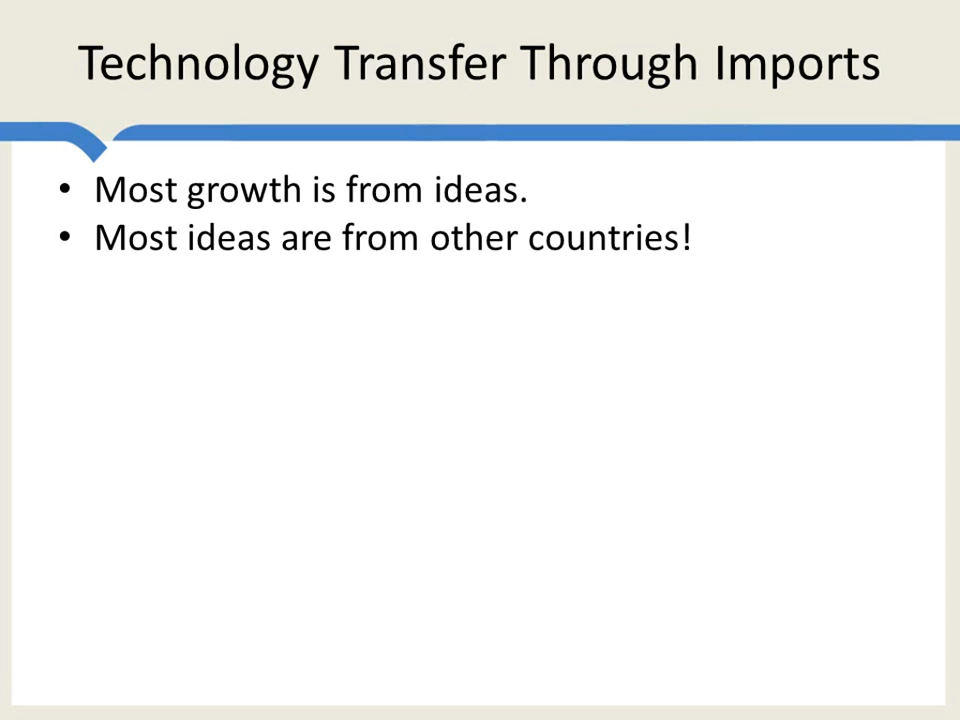 Technology Transfer Through Imports
• Most growth is from ideas.
• Most ideas are from other countries!